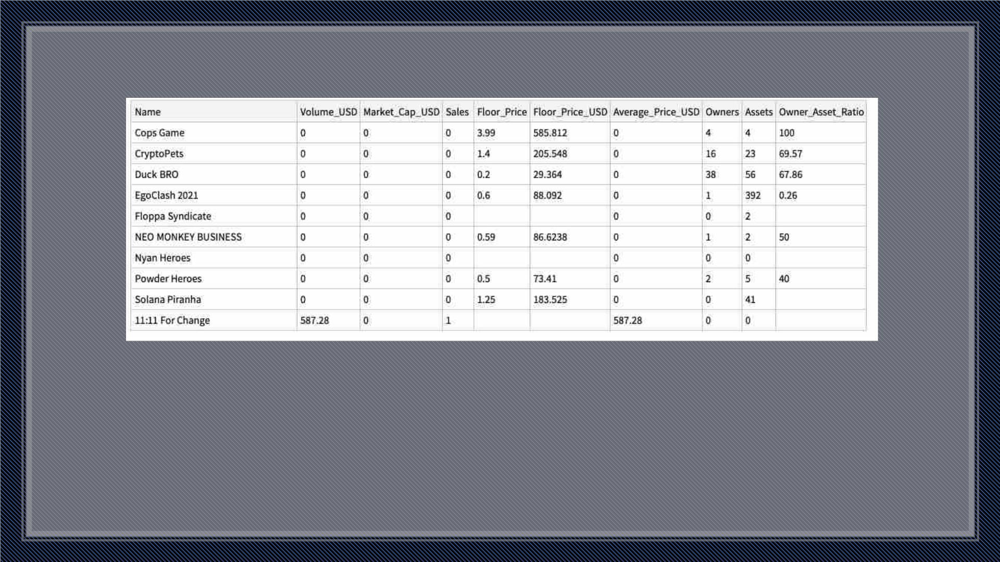 Name Volume_USD Market_Cap_USD Sales Floor_Price Floor_Price_USD Average_Price_USD Owners Assets Owner_Asset_Ratio
Cops Game 0 0 0 3.99 585.812 0 4 4 100
CryptoPets 0 0 0 1.4 205.548 0 16 23 69.57
Duck BRO 0 0 0 0.2 29.364 0 38 56 67.86
EgoClash 2021 0 0 0 0.6 88.092 0 1 392 0.26
Floppa Syndicate 0 0 0 0 0 2
NEO MONKEY BUSINESS 0 0 0 0.59 86.6238 0 1 2 50
Nyan Heroes 0 0 0 0 0 0
Powder Heroes 0 0 0 0.5 73.41 0 2 5 40
Solana Piranha 0 0 0 1.25 183.525 0 0 41
11:11 For Change 587.28 0 1 587.28 0 0